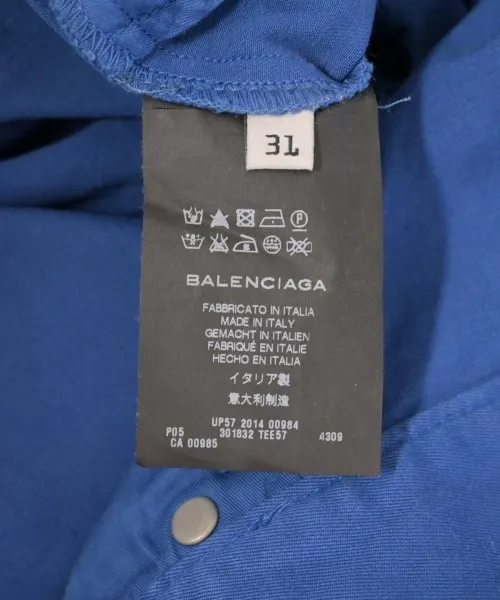 31
BALENCIAGA
FABBRICATO IN ITALIA
MADE IN ITALY
GEMACHT IN ITALIEN
FABRIQUÉ EN ITALIE
HECHO EN ITALIA
イタリア製
意大利制造
UP57 2014 00984
P05 301832 TEE57 4309
CA 00985